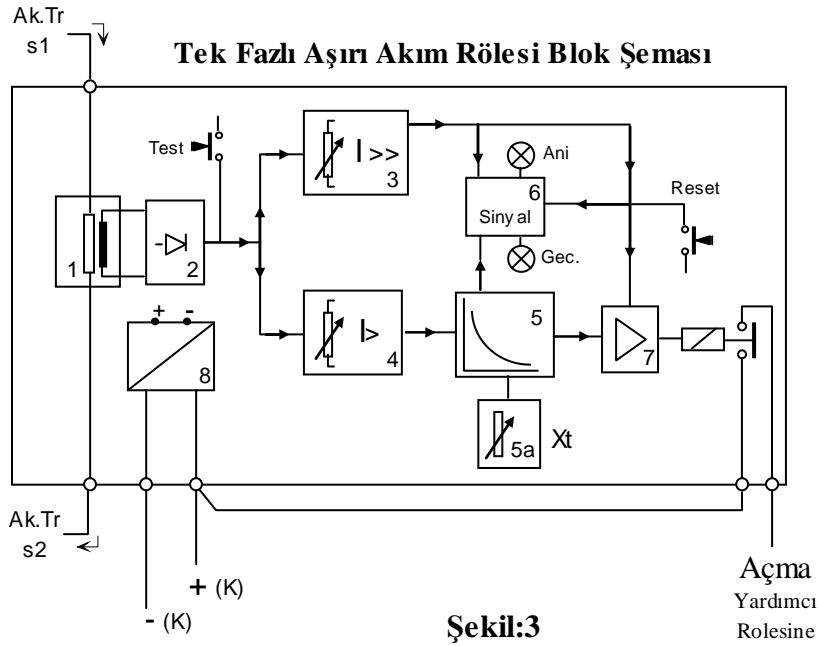 Ak.Tr
s1
Tek Fazlı Aşırı Akım Rölesi Blok Şeması
Test
I >>
3
Ani
6
Sinyal
Reset
1
2
Gec.
+ -
8
I>
4
5
7
5a
Xt
Ak.Tr
s2
+ (K)
- (K)
Açma
Yardımcı
Rolesine
Şekil:3